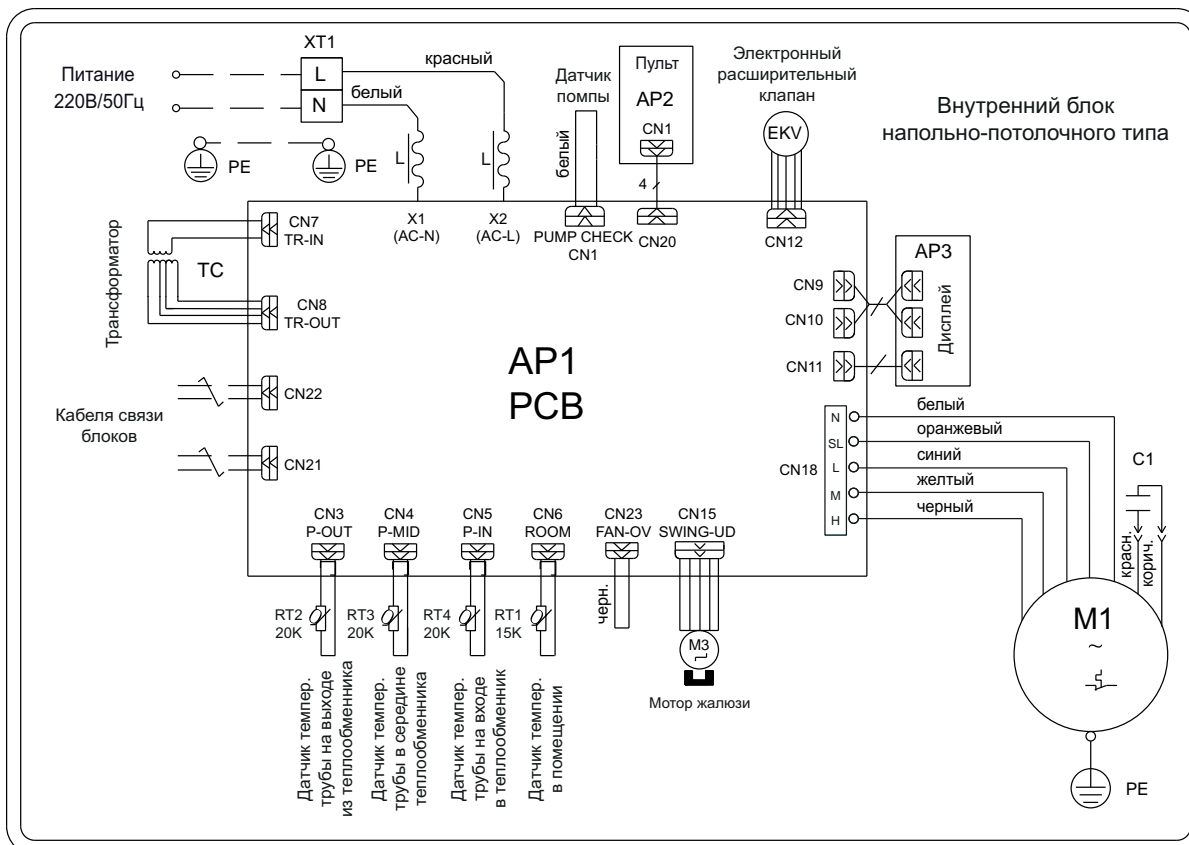 XT1
Питание
220В/50Гц
L
N
красный
белый
PE
PE
L
L
Датчик
помпы
белый
Пульт
AP2
CN1
4
Электронный
расширительный
клапан
EKV
Внутренний блок
напольно-потолочного типа
X1
(AC-N)
X2
(AC-L)
PUMP CHECK
CN1
CN20
CN12
Трансформатор
TC
CN7
TR-IN
CN8
TR-OUT
CN22
CN21
Кабеля связи
блоков
AP1
PCB
CN9
CN10
CN11
AP3
Дисплей
CN18
N
SL
L
M
H
белый
оранжевый
синий
желтый
черный
C1
красн.
корич.
M1
~
PE
CN3
P-OUT
CN4
P-MID
CN5
P-IN
CN6
ROOM
CN23
FAN-OV
CN15
SWING-UD
RT2
20K
RT3
20K
RT4
20K
RT1
15K
черн.
M3
Мотор жалюзи
Датчик темпер.
трубы на выходе
из теплообменника
Датчик темпер.
трубы в середине
теплообменника
Датчик темпер.
трубы на входе
в теплообменник
Датчик темпер.
в помещении